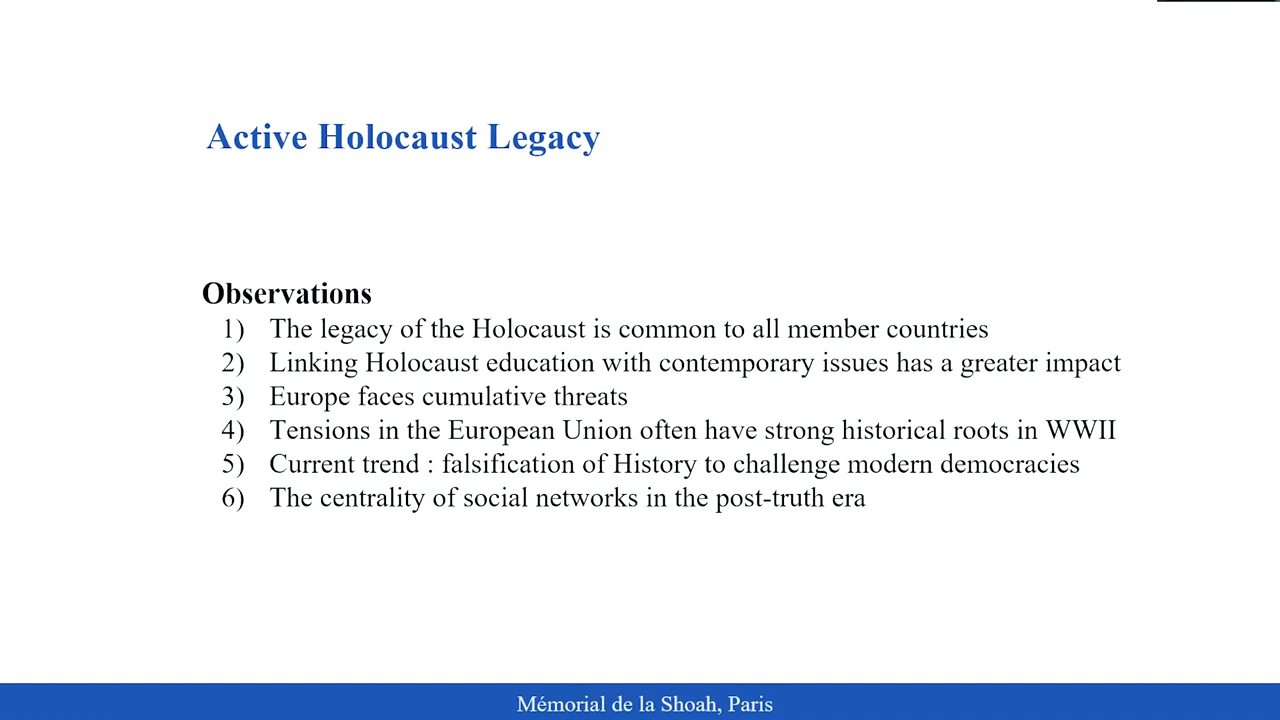 Active Holocaust Legacy
Observations
1) The legacy of the Holocaust is common to all member countries
2) Linking Holocaust education with contemporary issues has a greater impact
3) Europe faces cumulative threats
4) Tensions in the European Union often have strong historical roots in WWII
5) Current trend : falsification of History to challenge modern democracies
6) The centrality of social networks in the post-truth era
Mémorial de la Shoah, Paris